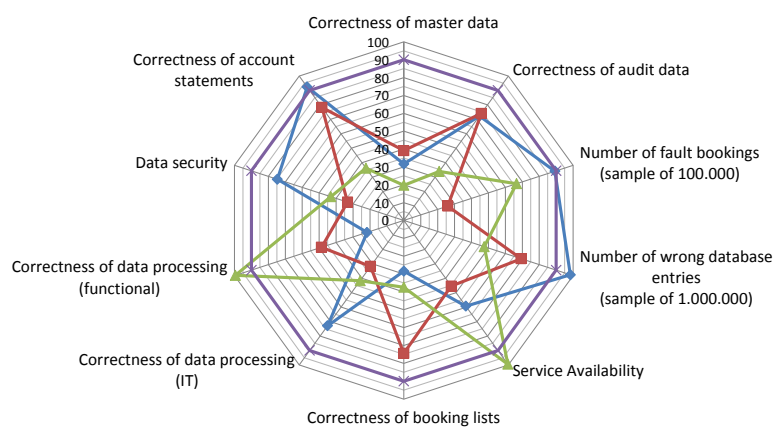 Correctness of master data
100
90
80
70
60
50
40
30
20
10
0
Correctness of audit data
Number of fault bookings
(sample of 100.000)
Number of wrong database
entries
(sample of 1.000.000)
Service Availability
Correctness of booking lists
Correctness of data processing
(IT)
Correctness of data processing
(functional)
Data security
Correctness of account
statements